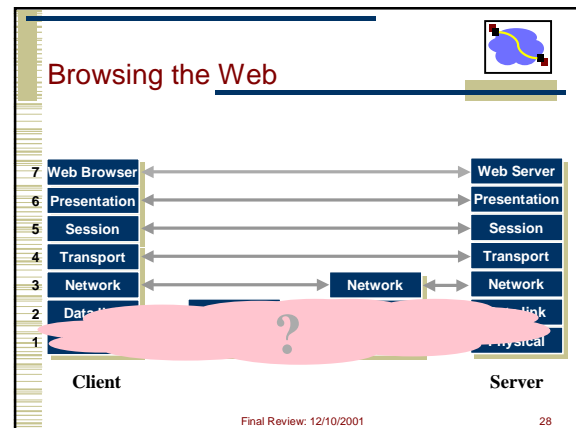 Browsing the Web
7 Web Browser Web Server
6 Presentation Presentation
5 Session Session
4 Transport Transport
3 Network Network Network
2 link
1 Physical
?
Client Server
Final Review: 12/10/2001 28